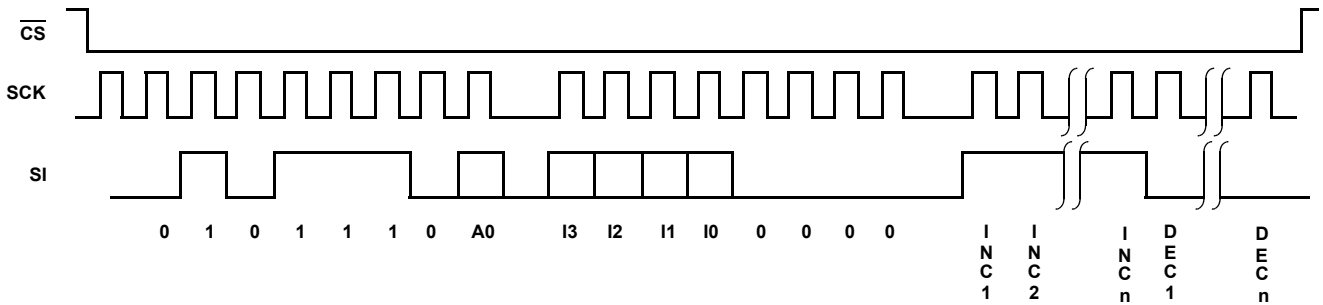 CS
SCK
SI
0 1 0 1 1 1 0 A0 I3 I2 I1 I0 0 0 0 0 INC1 INC2 INCn DEC1 DECn